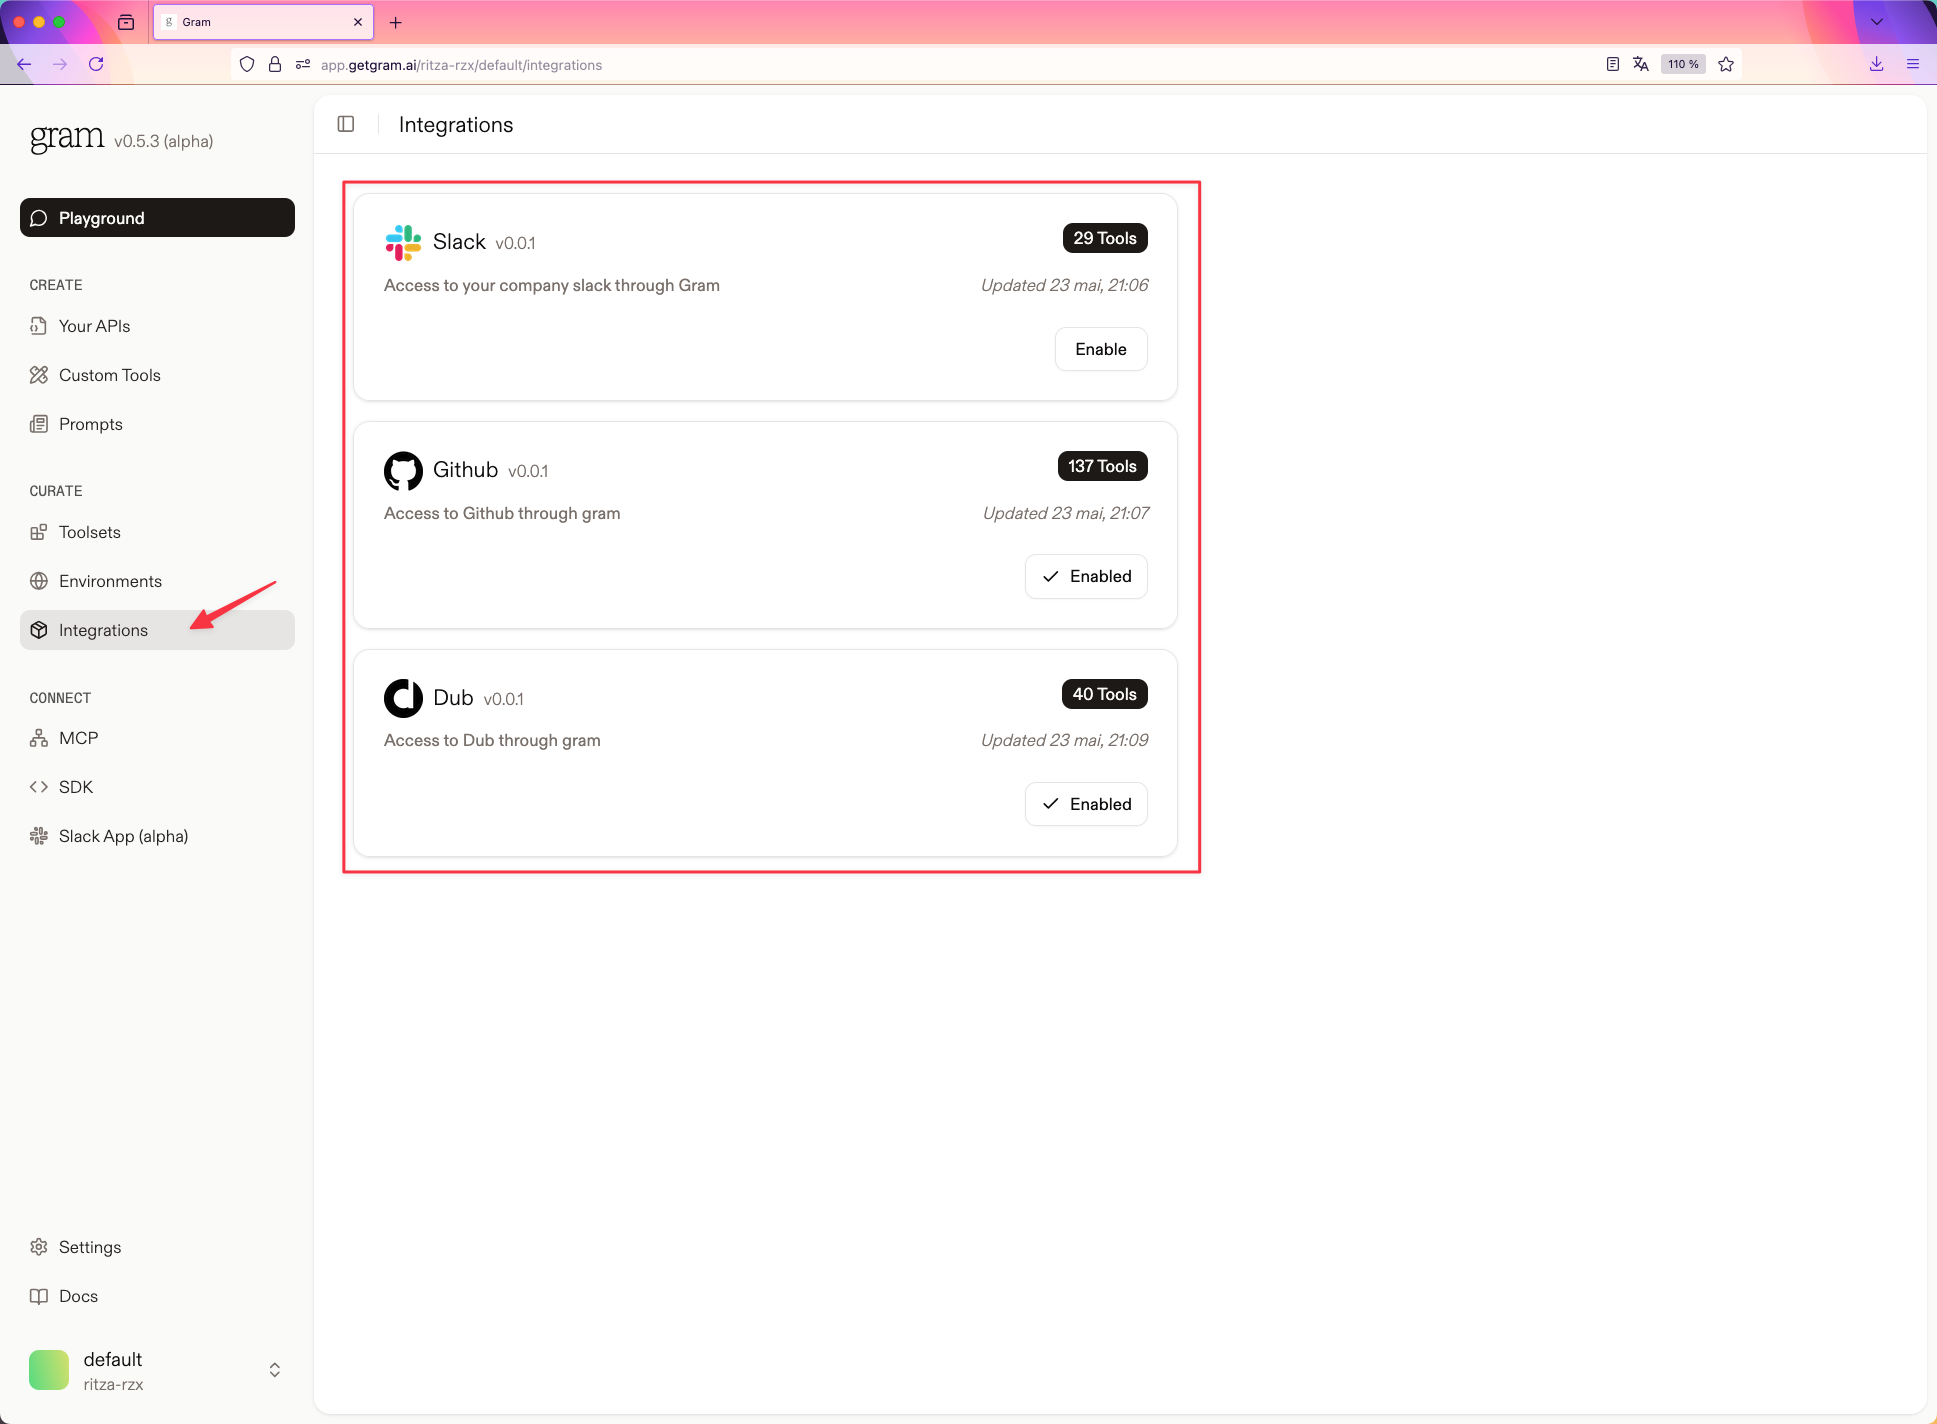 g Gram
app.getgram.ai/ritza-rzx/default/integrations
110 %
gram v0.5.3 (alpha)
Playground
CREATE
Your APIs
Custom Tools
Prompts
CURATE
Toolsets
Environments
Integrations
CONNECT
MCP
SDK
Slack App (alpha)
Settings
Docs
default
ritza-rzx
Integrations
Slack v0.0.1
29 Tools
Access to your company slack through Gram
Updated 23 mai, 21:06
Enable
Github v0.0.1
137 Tools
Access to Github through gram
Updated 23 mai, 21:07
Enabled
Dub v0.0.1
40 Tools
Access to Dub through gram
Updated 23 mai, 21:09
Enabled